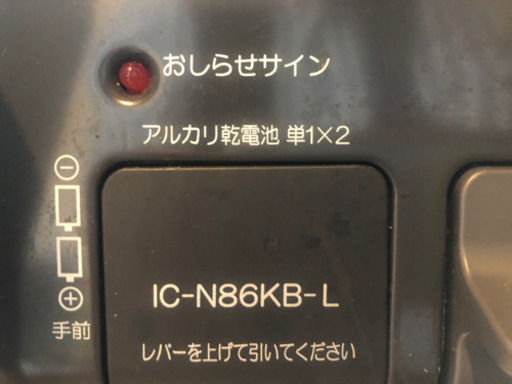 おしらせサイン
アルカリ乾電池 単1×2
⊖
⊕
手前
IC-N86KB-L
レバーを上げて引いてください